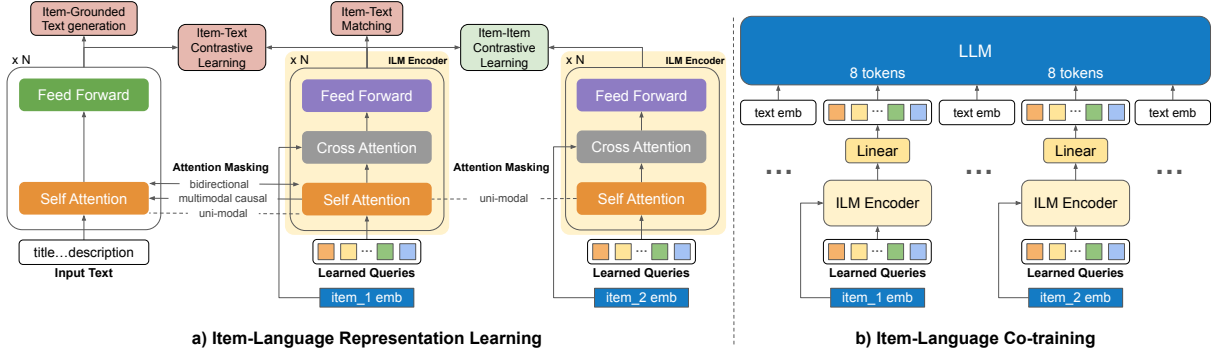 Item-Grounded
Text generation
Item-Text
Contrastive
Learning
Item-Text
Matching
Item-Item
Contrastive
Learning
x N
Feed Forward
Self Attention
title…description
Input Text
Attention Masking
bidirectional
multimodal causal
uni-modal
x N
ILM Encoder
Feed Forward
Cross Attention
Self Attention
...
Learned Queries
item_1 emb
Attention Masking
uni-modal
x N
ILM Encoder
Feed Forward
Cross Attention
Self Attention
...
Learned Queries
item_2 emb
a) Item-Language Representation Learning
LLM
8 tokens
8 tokens
text emb
...
text emb
...
text emb
Linear
Linear
...
...
...
ILM Encoder
ILM Encoder
...
...
Learned Queries
Learned Queries
item_1 emb
item_2 emb
b) Item-Language Co-training